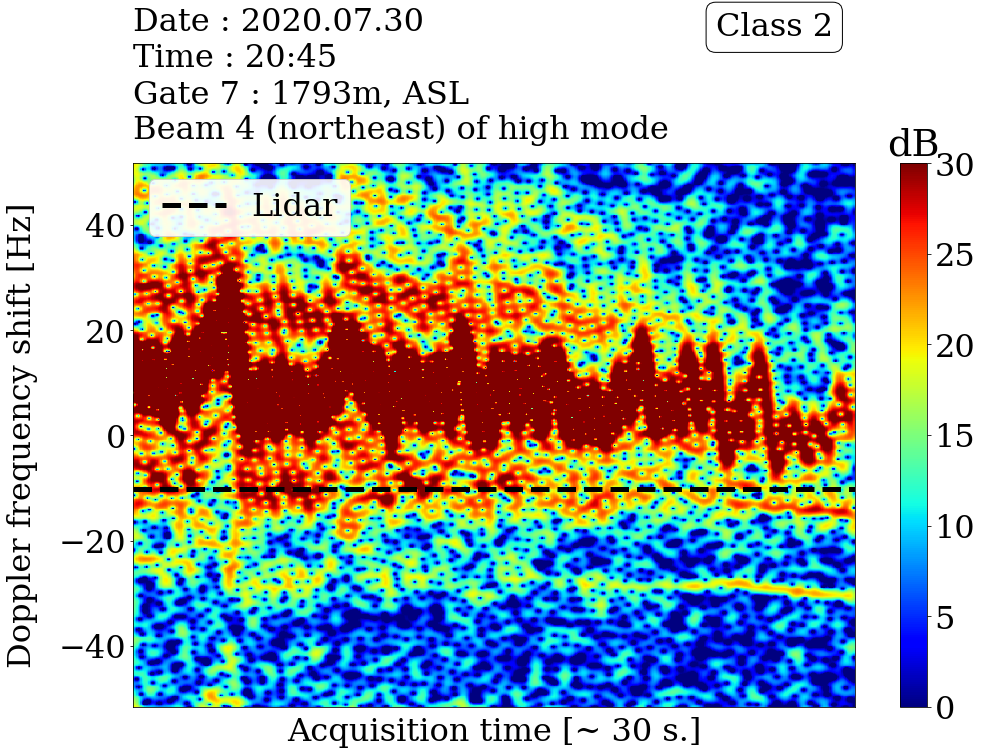 Date : 2020.07.30
Time : 20:45
Gate 7 : 1793m, ASL
Beam 4 (northeast) of high mode
Class 2
dB
Lidar
Doppler frequency shift [Hz]
40
20
0
−20
−40
30
25
20
15
10
5
0
Acquisition time [~ 30 s.]